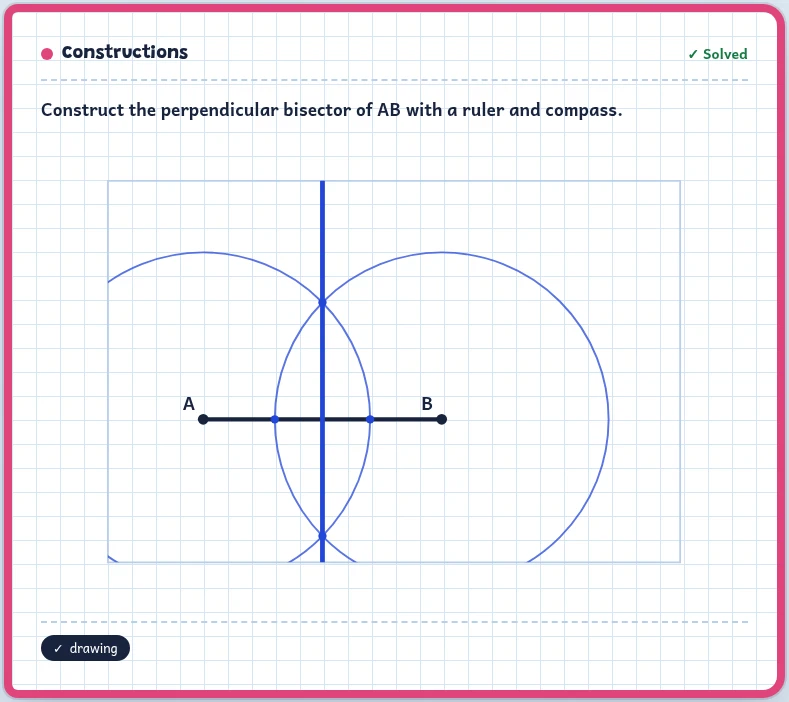 Constructions
✓ Solved
Construct the perpendicular bisector of AB with a ruler and compass.
A
B
✓ drawing